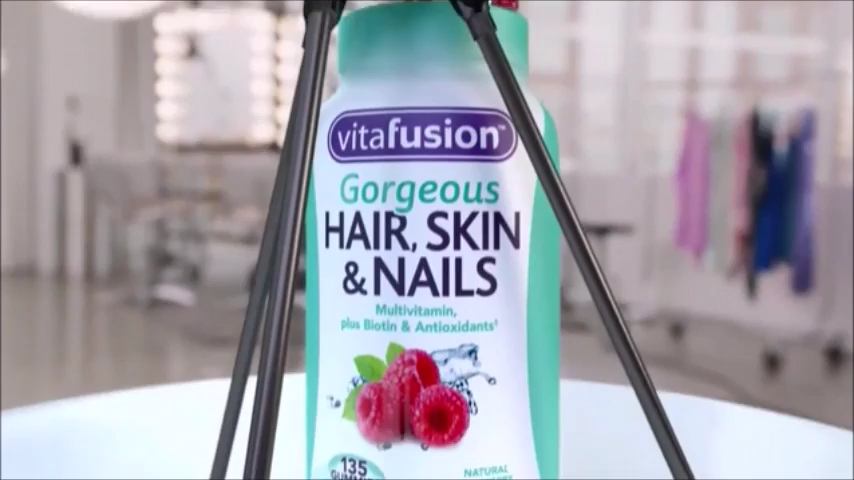 vitafusion™
Gorgeous
HAIR, SKIN
& NAILS
Multivitamin,
plus Biotin & Antioxidants†
135
NATURAL